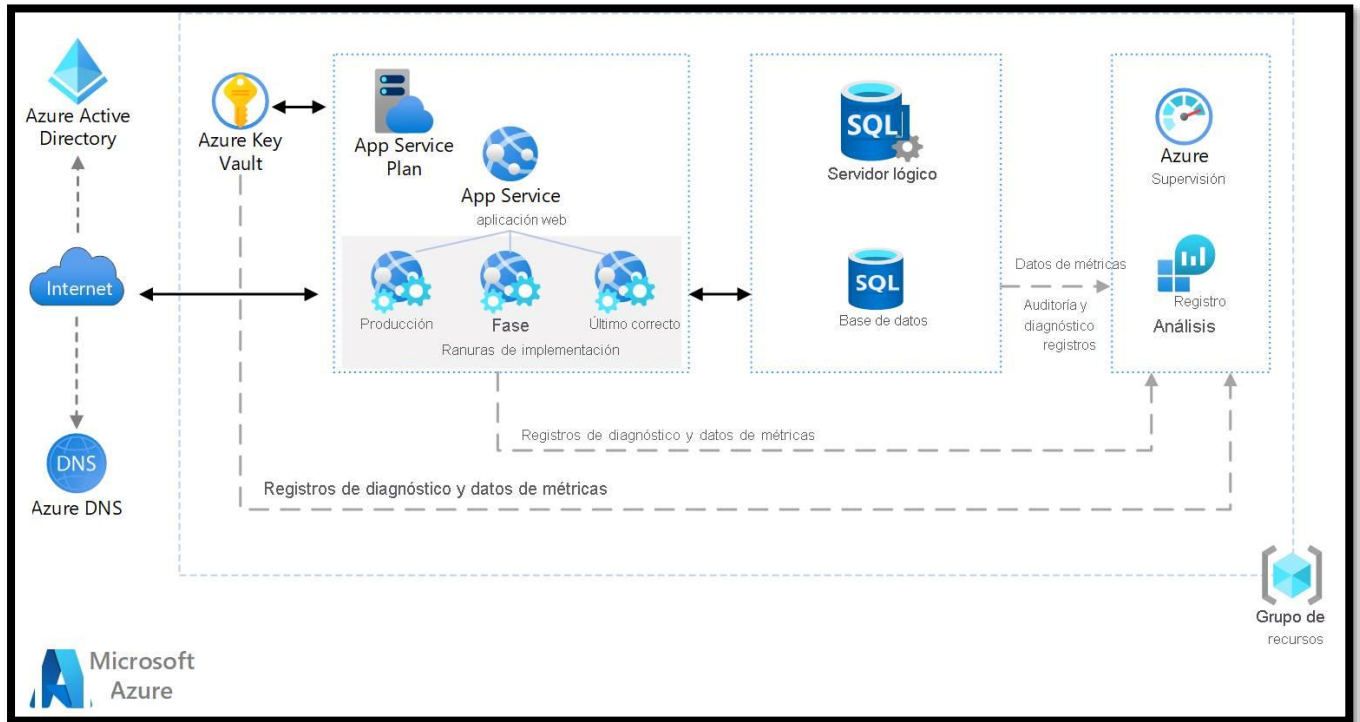 Azure Active
Directory
Internet
DNS
Azure DNS
Azure Key
Vault
App Service
Plan
App Service
aplicación web
Producción
Fase
Último correcto
Ranuras de implementación
SQL
Servidor lógico
SQL
Base de datos
Datos de métricas
Auditoría y
diagnóstico
registros
Azure
Supervisión
Registro
Análisis
Registros de diagnóstico y datos de métricas
Registros de diagnóstico y datos de métricas
Grupo de
recursos
Microsoft
Azure